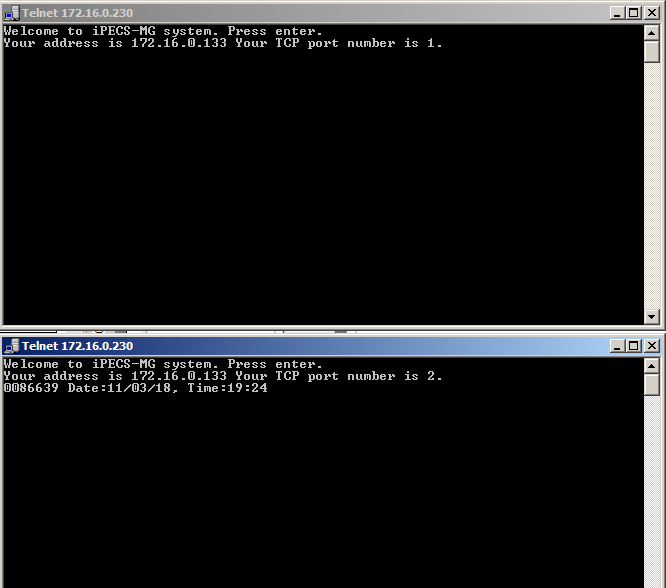 Telnet 172.16.0.230
Welcome to iPECS-MG system. Press enter.
Your address is 172.16.0.133 Your TCP port number is 1.
Telnet 172.16.0.230
Welcome to iPECS-MG system. Press enter.
Your address is 172.16.0.133 Your TCP port number is 2.
0086639 Date:11/03/18, Time:19:24